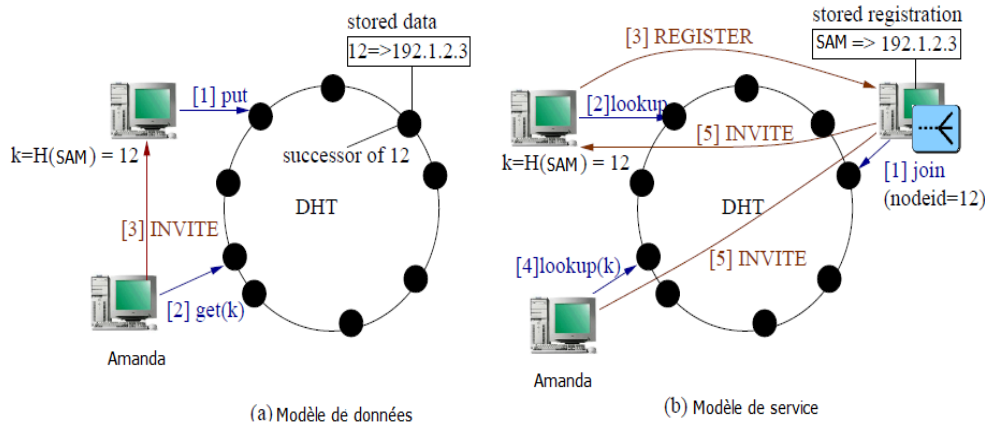 stored data
12=>192.1.2.3
[1] put
k=H(SAM) = 12
successor of 12
DHT
[3] INVITE
[2] get(k)
Amanda
(a) Modèle de données
stored registration
SAM => 192.1.2.3
[3] REGISTER
[2]lookup
[5] INVITE
k=H(SAM) = 12
[1] join
(nodeid=12)
DHT
[4]lookup(k)
[5] INVITE
Amanda
(b) Modèle de service